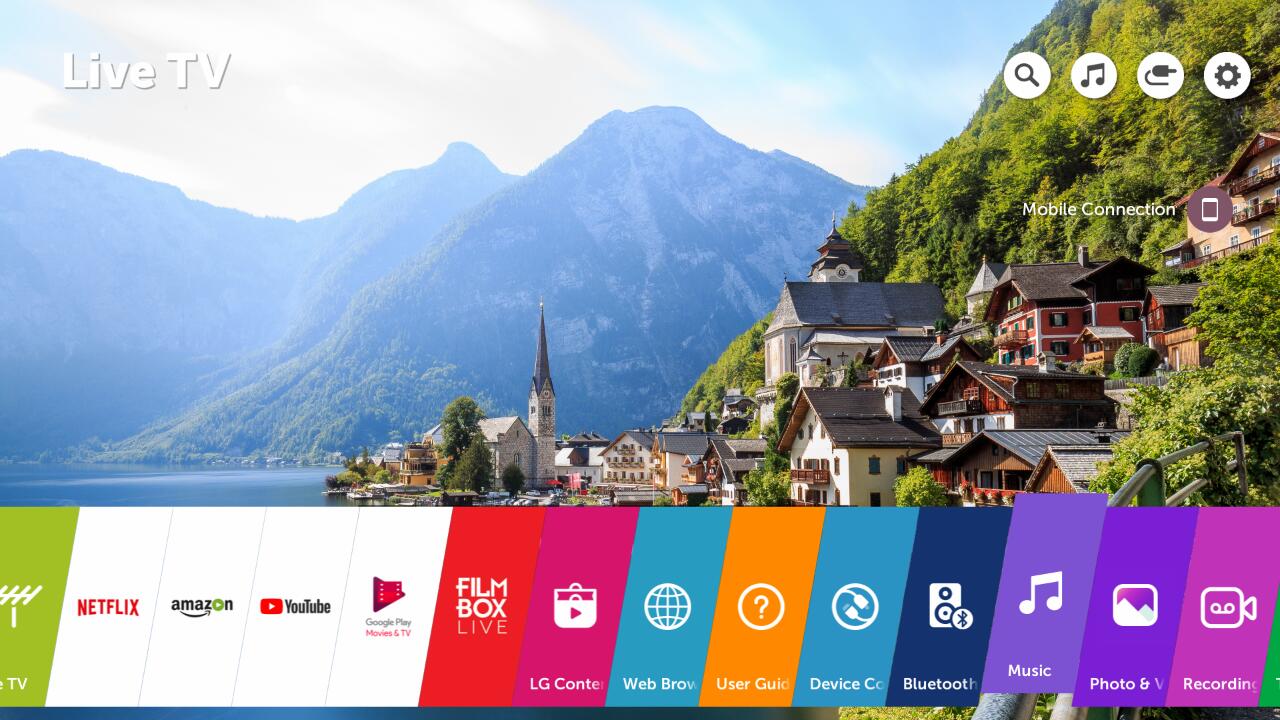 Live TV
Mobile Connection
e TV
NETFLIX
amazon
YouTube
Google Play
Movies & TV
FILM
BOX
LIVE
LG Conte
Web Brow
User Guid
Device Co
Bluetooth
Music
Photo & V
Recording